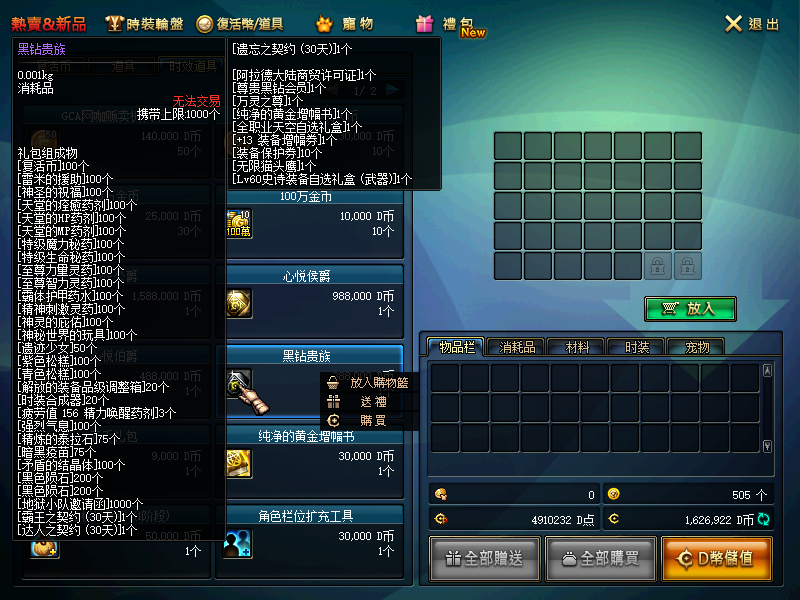 熱賣&新品
時裝輪盤
復活幣/道具
寵物
禮包
New
退出
黑钻贵族
0.001kg
消耗品
无法交易
携带上限1000个
礼包组成物
[复活币]100个
[雷米的援助]100个
[神圣的祝福]100个
[天堂的痊癒药剂]100个
[天堂的HP药剂]100个
[天堂的MP药剂]100个
[特级魔力秘药]100个
[特级生命秘药]100个
[至尊力量灵药]100个
[至尊智力灵药]100个
[霸体护甲药水]100个
[精神刺激灵药]100个
[神灵的庇佑]100个
[神秘世界的玩具]100个
[遗迹少女]50个
[紫色松糕]100个
[青色松糕]100个
[解放的装备品级调整箱]20个
[时装合成器]20个
[疲劳值 156 精力唤醒药剂]3个
[强烈气息]100个
[精炼的泰拉石]75个
[暗黑疫苗]75个
[矛盾的结晶体]100个
[黑色陨石]200个
[黑色陨石]200个
[地狱小队邀请函]1000个
[霸王之契约 (30天)]1个
[达人之契约 (30天)]1个
[遗忘之契约 (30天)]1个
[阿拉德大陆商贸许可证]1个
[尊贵黑钻会员]1个
[万灵之尊]1个
[纯净的黄金增幅书]1个
[全职业天空自选礼盒]1个
[+13 装备增幅券]1个
[装备保护券]10个
[无限猫头鹰]1个
[Lv60史诗装备自选礼盒 (武器)]1个
1/ 2
140,000 D币
50个
25,000 D币
30个
1,588,000 D币
1个
488,000 D币
1个
9,000 D币
1个
50,000 D币
1个
100万金币
10,000 D币
10个
心悦侯爵
988,000 D币
1个
黑钻贵族
放入購物籃
送禮
購買
纯净的黄金增幅书
30,000 D币
1个
角色栏位扩充工具
30,000 D币
1个
放入
物品栏
消耗品
材料
时装
宠物
0
505 个
4910232 D点
1,626,922 D币
全部贈送
全部購買
D幣儲值